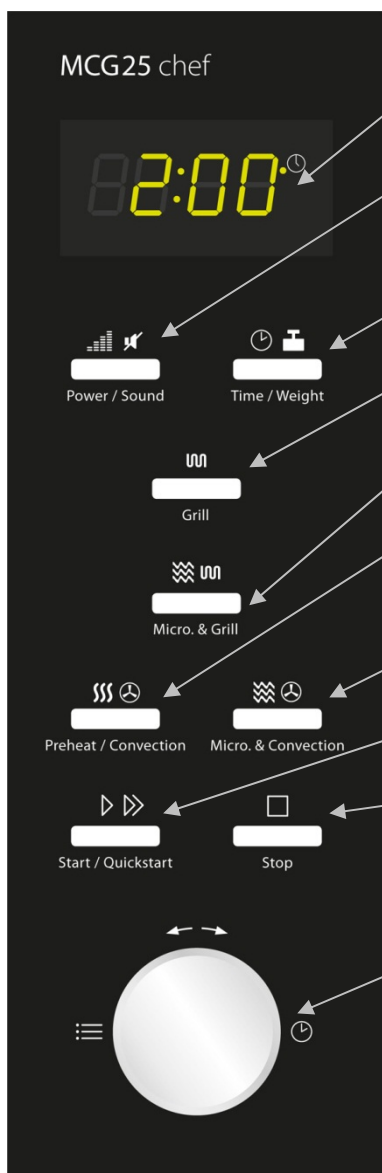 MCG25 chef
2:00
Power / Sound
Time / Weight
Grill
Micro. & Grill
Preheat / Convection
Micro. & Convection
Start / Quickstart
Stop